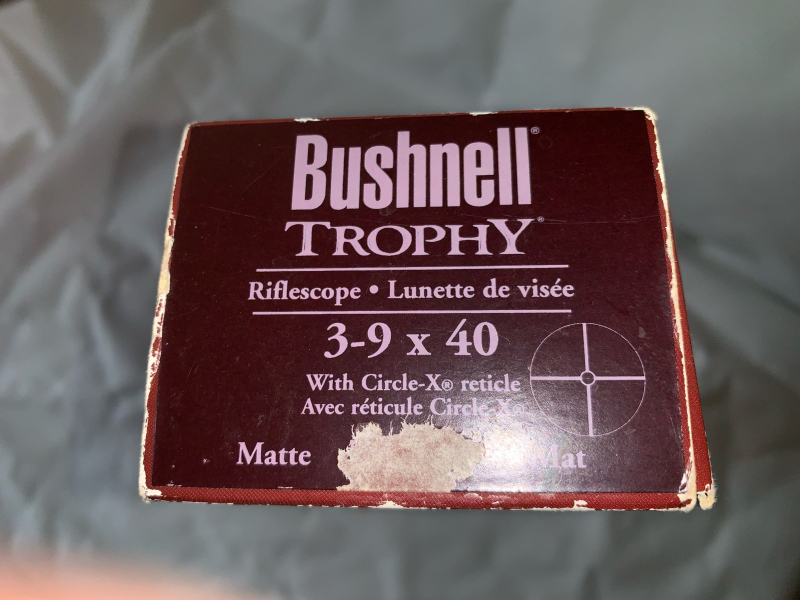 Bushnell®
TROPHY®
Riflescope • Lunette de visée
3-9 x 40
With Circle-X® reticle
Avec réticule Circle-X®
Matte
Mat